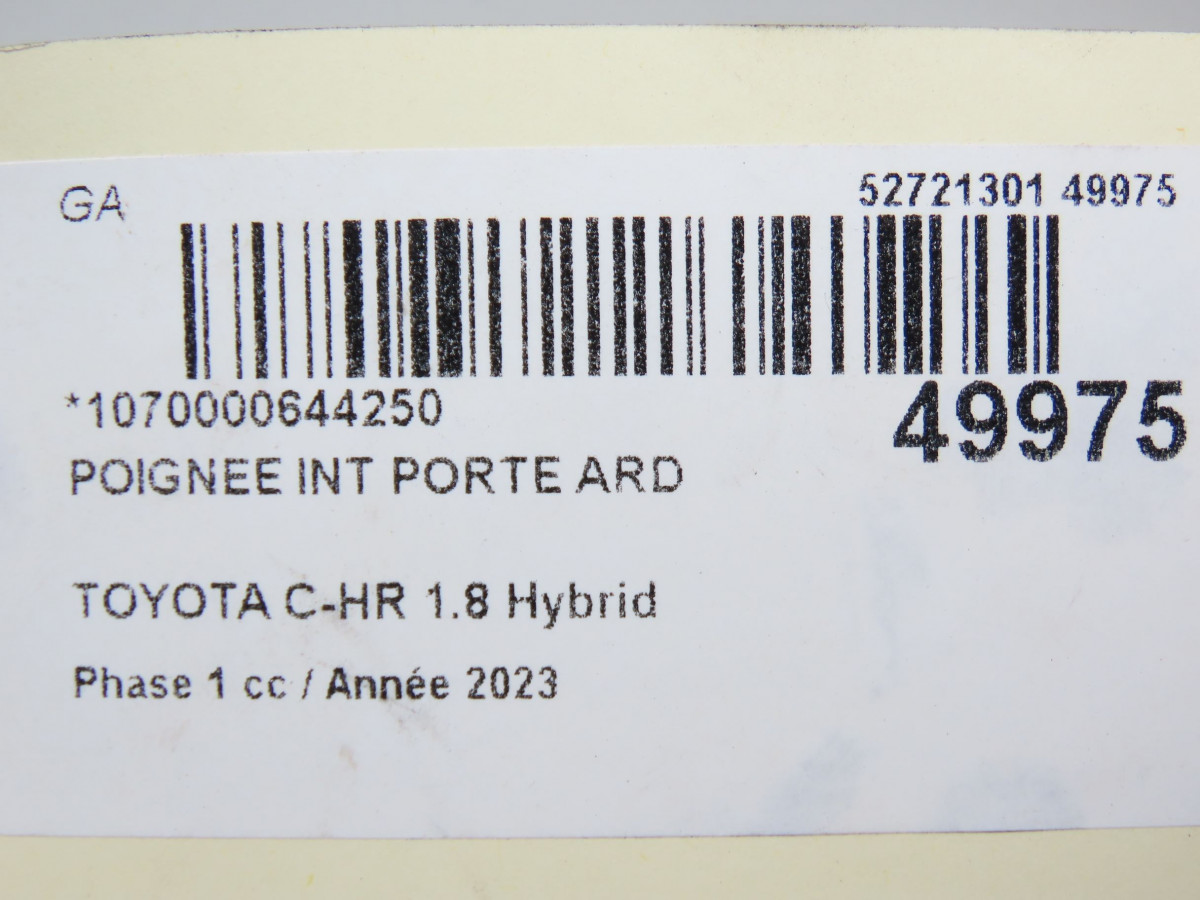 GA
52721301 49975
*1070000644250
49975
POIGNEE INT PORTE ARD
TOYOTA C-HR 1.8 Hybrid
Phase 1 cc / Année 2023